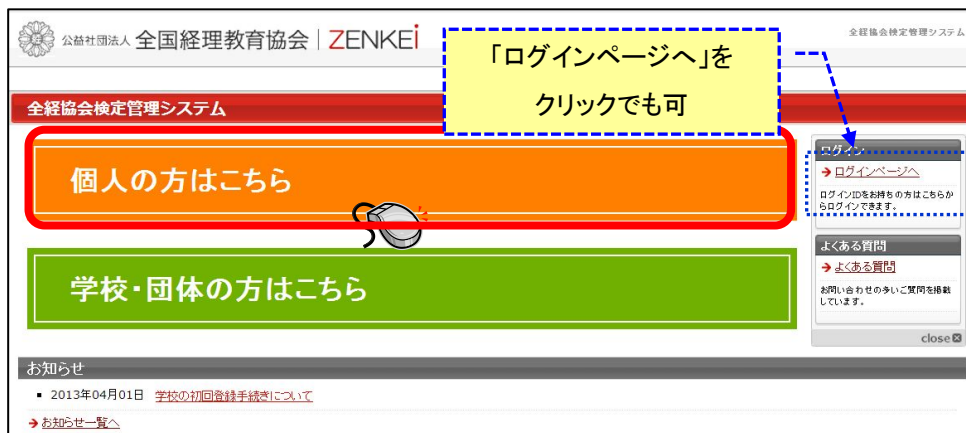 公益社団法人 全国経理教育協会 | ZENKEi
全経協会検定管理システム
「ログインページへ」を
クリックでも可
全経協会検定管理システム
個人の方はこちら
ログイン
ログインページへ
ログインIDをお持ちの方はこちらか
らログインできます。
学校・団体の方はこちら
よくある質問
よくある質問
お問い合わせの多いご質問を掲載
しています。
close
お知らせ
2013年04月01日 学校の初回登録手続きについて
お知らせ一覧へ